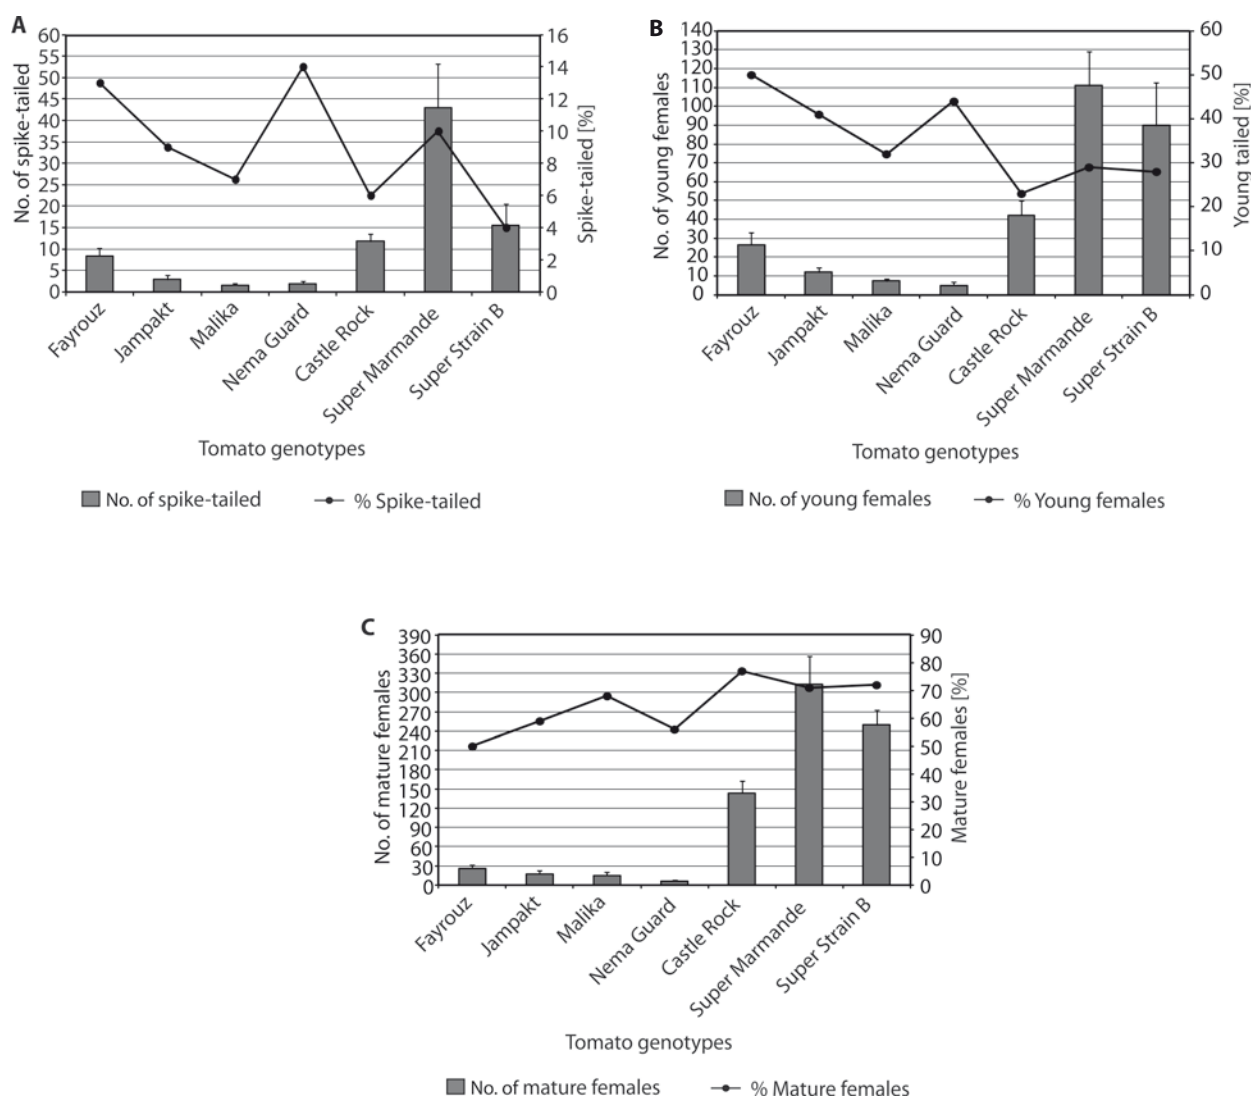 A
No. of spike-tailed
60
55
50
45
40
35
30
25
20
15
10
5
0
16
14
12
10
8
6
4
2
0
Spike-tailed [%]
Fayrouz
Jampakt
Malika
Nema Guard
Castle Rock
Super Marmande
Super Strain B
Tomato genotypes
No. of spike-tailed
% Spike-tailed
B
No. of young females
140
130
120
110
100
90
80
70
60
50
40
30
20
10
0
60
50
40
30
20
10
0
Young tailed [%]
Fayrouz
Jampakt
Malika
Nema Guard
Castle Rock
Super Marmande
Super Strain B
Tomato genotypes
No. of young females
% Young females
C
No. of mature females
390
360
330
300
270
240
210
180
150
120
90
60
30
0
90
80
70
60
50
40
30
20
10
0
Mature females [%]
Fayrouz
Jampakt
Malika
Nema Guard
Castle Rock
Super Marmande
Super Strain B
Tomato genotypes
No. of mature females
% Mature females